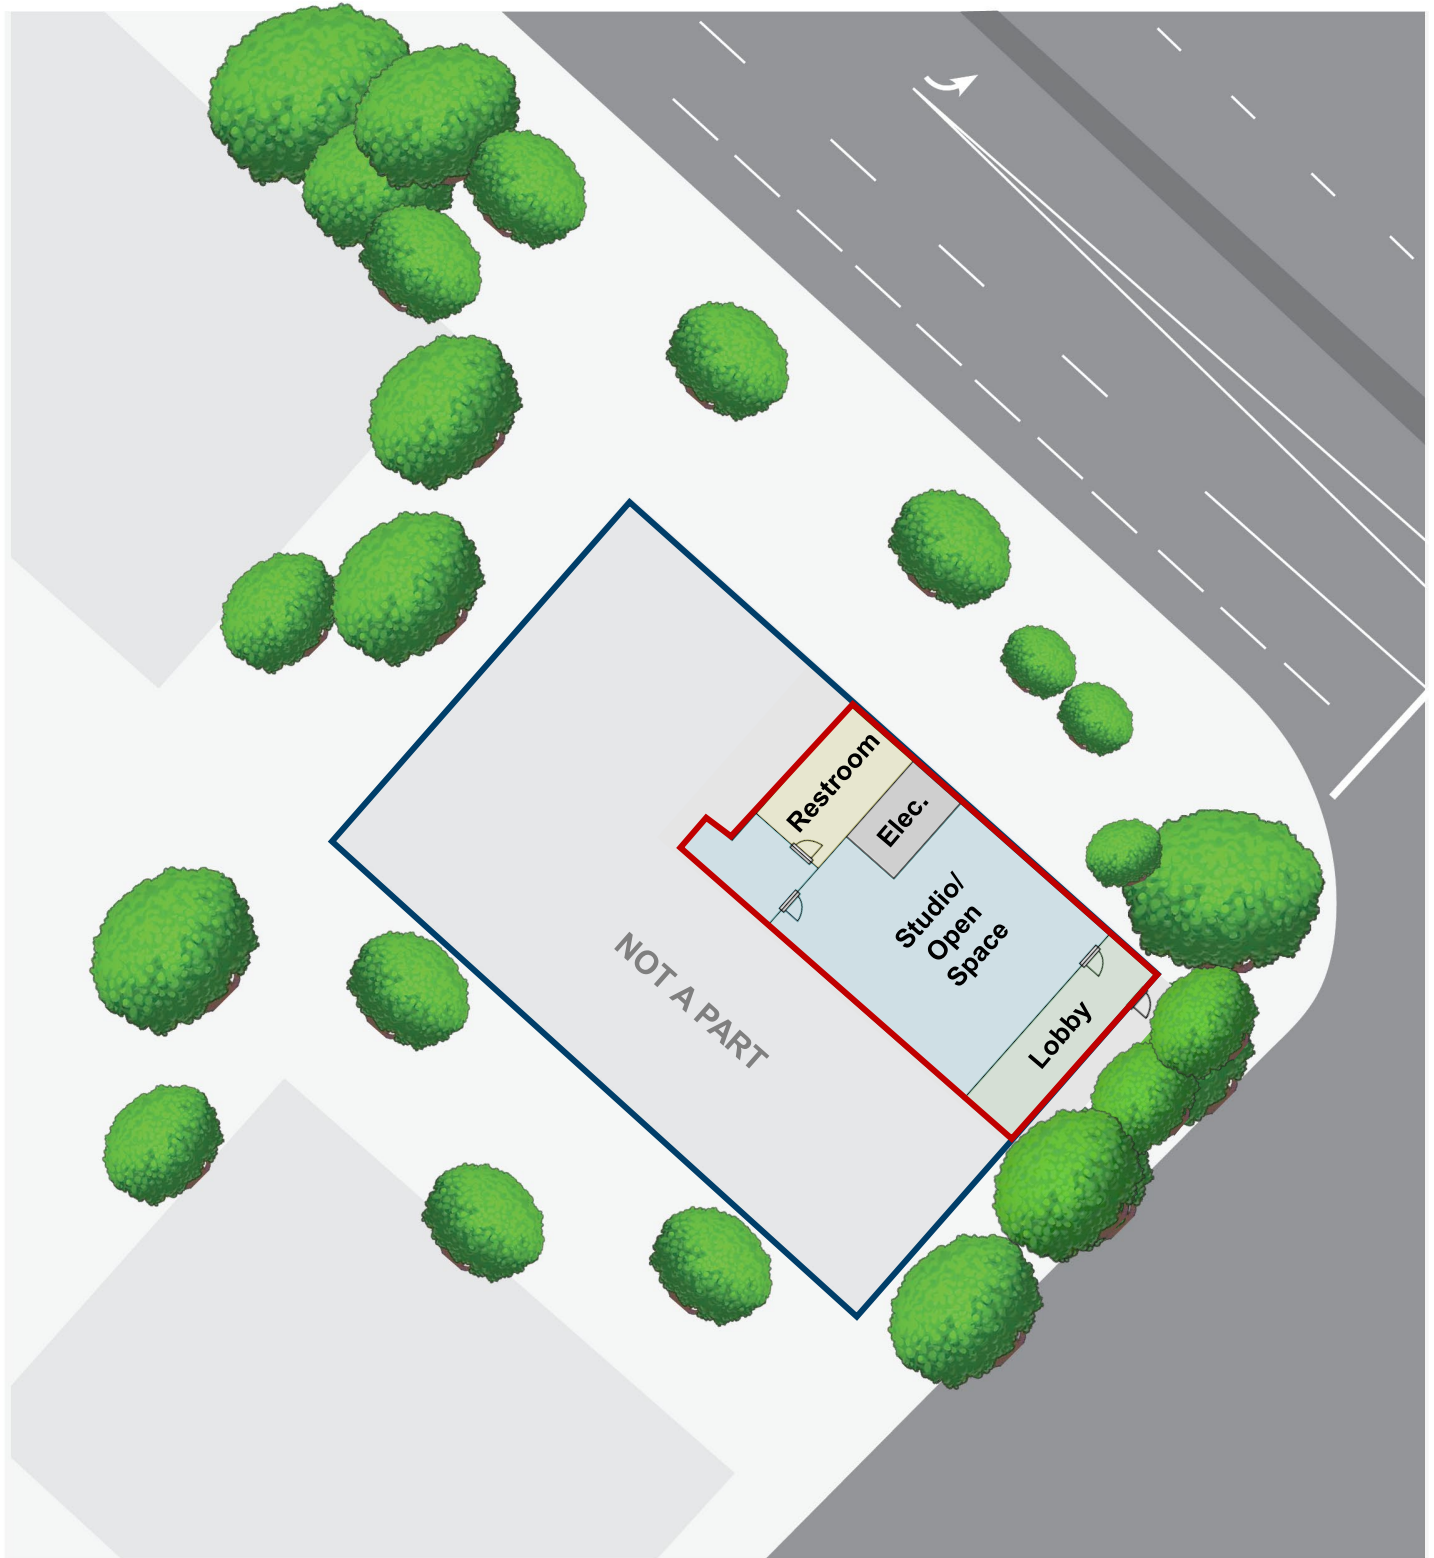 Restroom
Elec.
Studio/
Open
Space
Lobby
NOT A PART